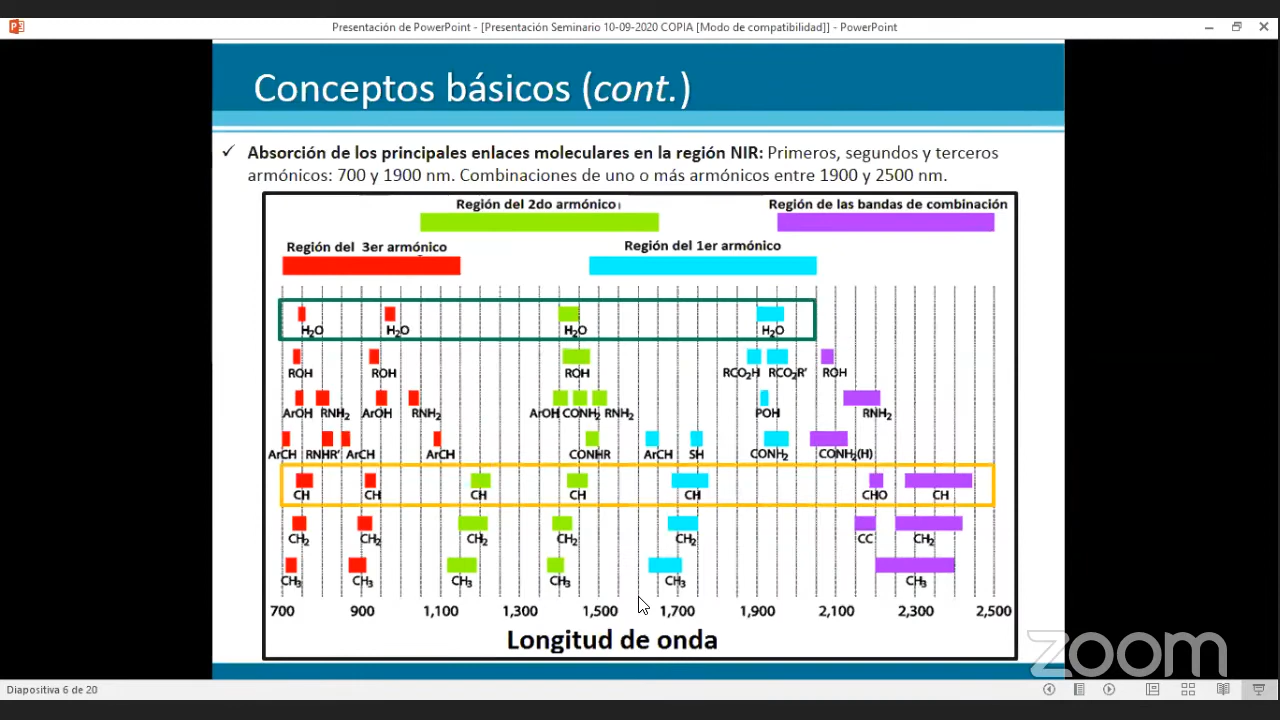 Presentación de PowerPoint - [Presentación Seminario 10-09-2020 COPIA [Modo de compatibilidad]] - PowerPoint
Conceptos básicos (cont.)
✓ Absorción de los principales enlaces moleculares en la región NIR: Primeros, segundos y terceros
armónicos: 700 y 1900 nm. Combinaciones de uno o más armónicos entre 1900 y 2500 nm.
Región del 2do armónico Región de las bandas de combinación
Región del 3er armónico Región del 1er armónico
H₂O H₂O H₂O H₂O
ROH ROH ROH RCO₂H RCO₂R' ROH
ArOH RNH₂ ArOH RNH₂ ArOH CONH₂ RNH₂ POH RNH₂
ArCH RNHR' ArCH ArCH CONHR ArCH SH CONH₂ CONH₂(H)
CH CH CH CH CH CHO CH
CH₂ CH₂ CH₂ CH₂ CH₂ CC CH₂
CH₃ CH₃ CH₃ CH₃ CH₃ CH₃
700 900 1,100 1,300 1,500 1,700 1,900 2,100 2,300 2,500
Longitud de onda
zoom
Diapositiva 6 de 20